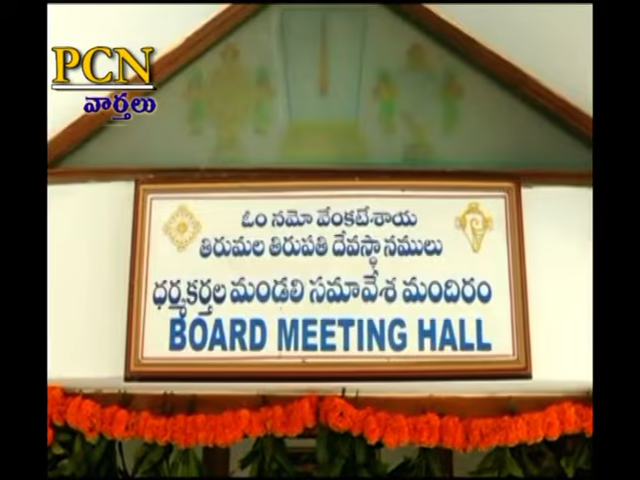 PCN
వార్తలు
ఓం నమో వేంకటేశాయ
తిరుమల తిరుపతి దేవస్థానములు
ధర్మకర్తల మండలి సమావేశ మందిరం
BOARD MEETING HALL